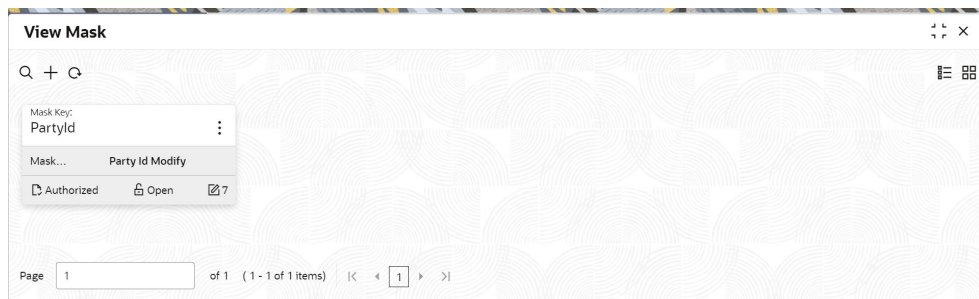 View Mask
Mask Key:
PartyId
Mask... Party Id Modify
Authorized Open 7
Page 1 of 1 (1 - 1 of 1 items) 1